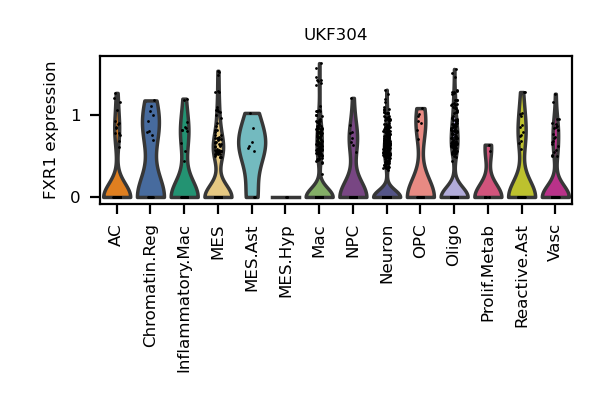 UKF304
FXR1 expression
1
0
AC
Chromatin.Reg
Inflammatory.Mac
MES
MES.Ast
MES.Hyp
Mac
NPC
Neuron
OPC
Oligo
Prolif.Metab
Reactive.Ast
Vasc